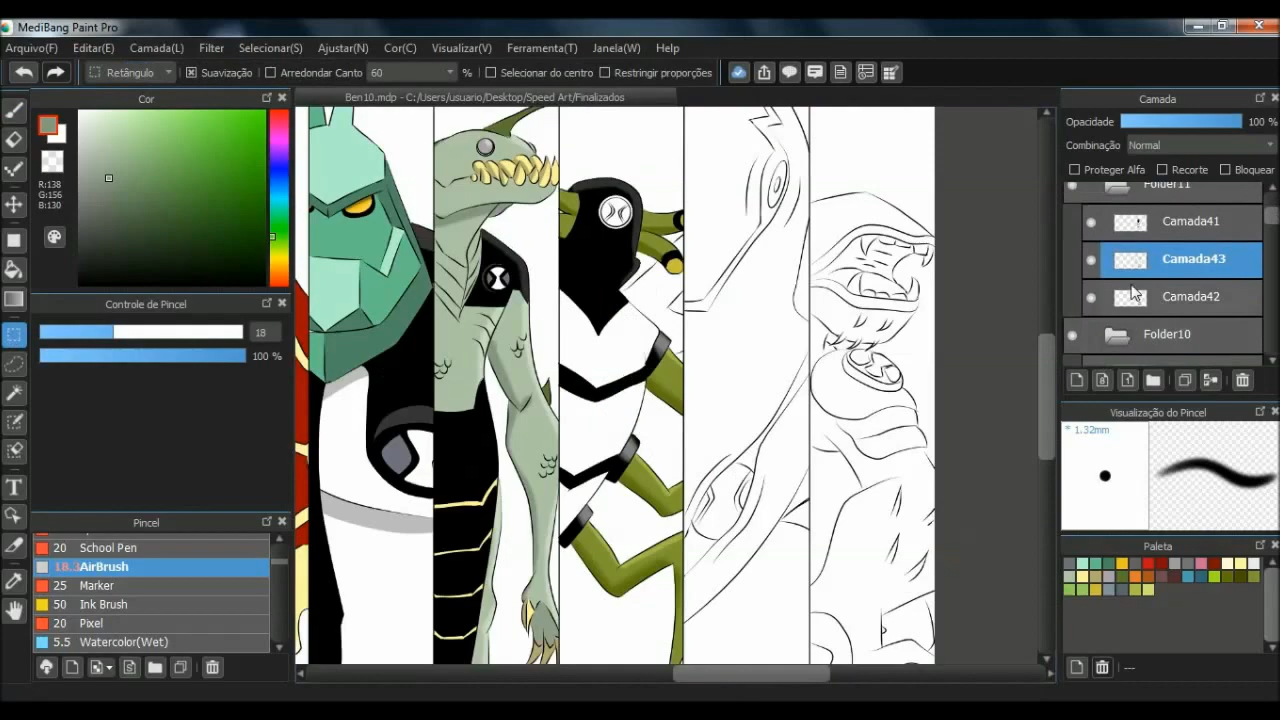 MediBang Paint Pro
Arquivo(F) Editar(E) Camada(L) Filter Selecionar(S) Ajustar(N) Cor(C) Visualizar(V) Ferramenta(T) Janela(W) Help
Retângulo Suavização Arredondar Canto 60 % Selecionar do centro Restringir proporções
Cor
Ben10.mdp - C:/Users/usuario/Desktop/Speed Art/Finalizados
Camada
Opacidade 100 %
Combinação Normal
Proteger Alfa Recorte Bloquear
R:138
G:156
B:130
Folder11
Camada41
Camada43
Camada42
Folder10
Controle de Pincel
18
100 %
Visualização do Pincel
* 1.32mm
Pincel
20 School Pen
18.3 AirBrush
25 Marker
50 Ink Brush
20 Pixel
5.5 Watercolor(Wet)
Paleta
---